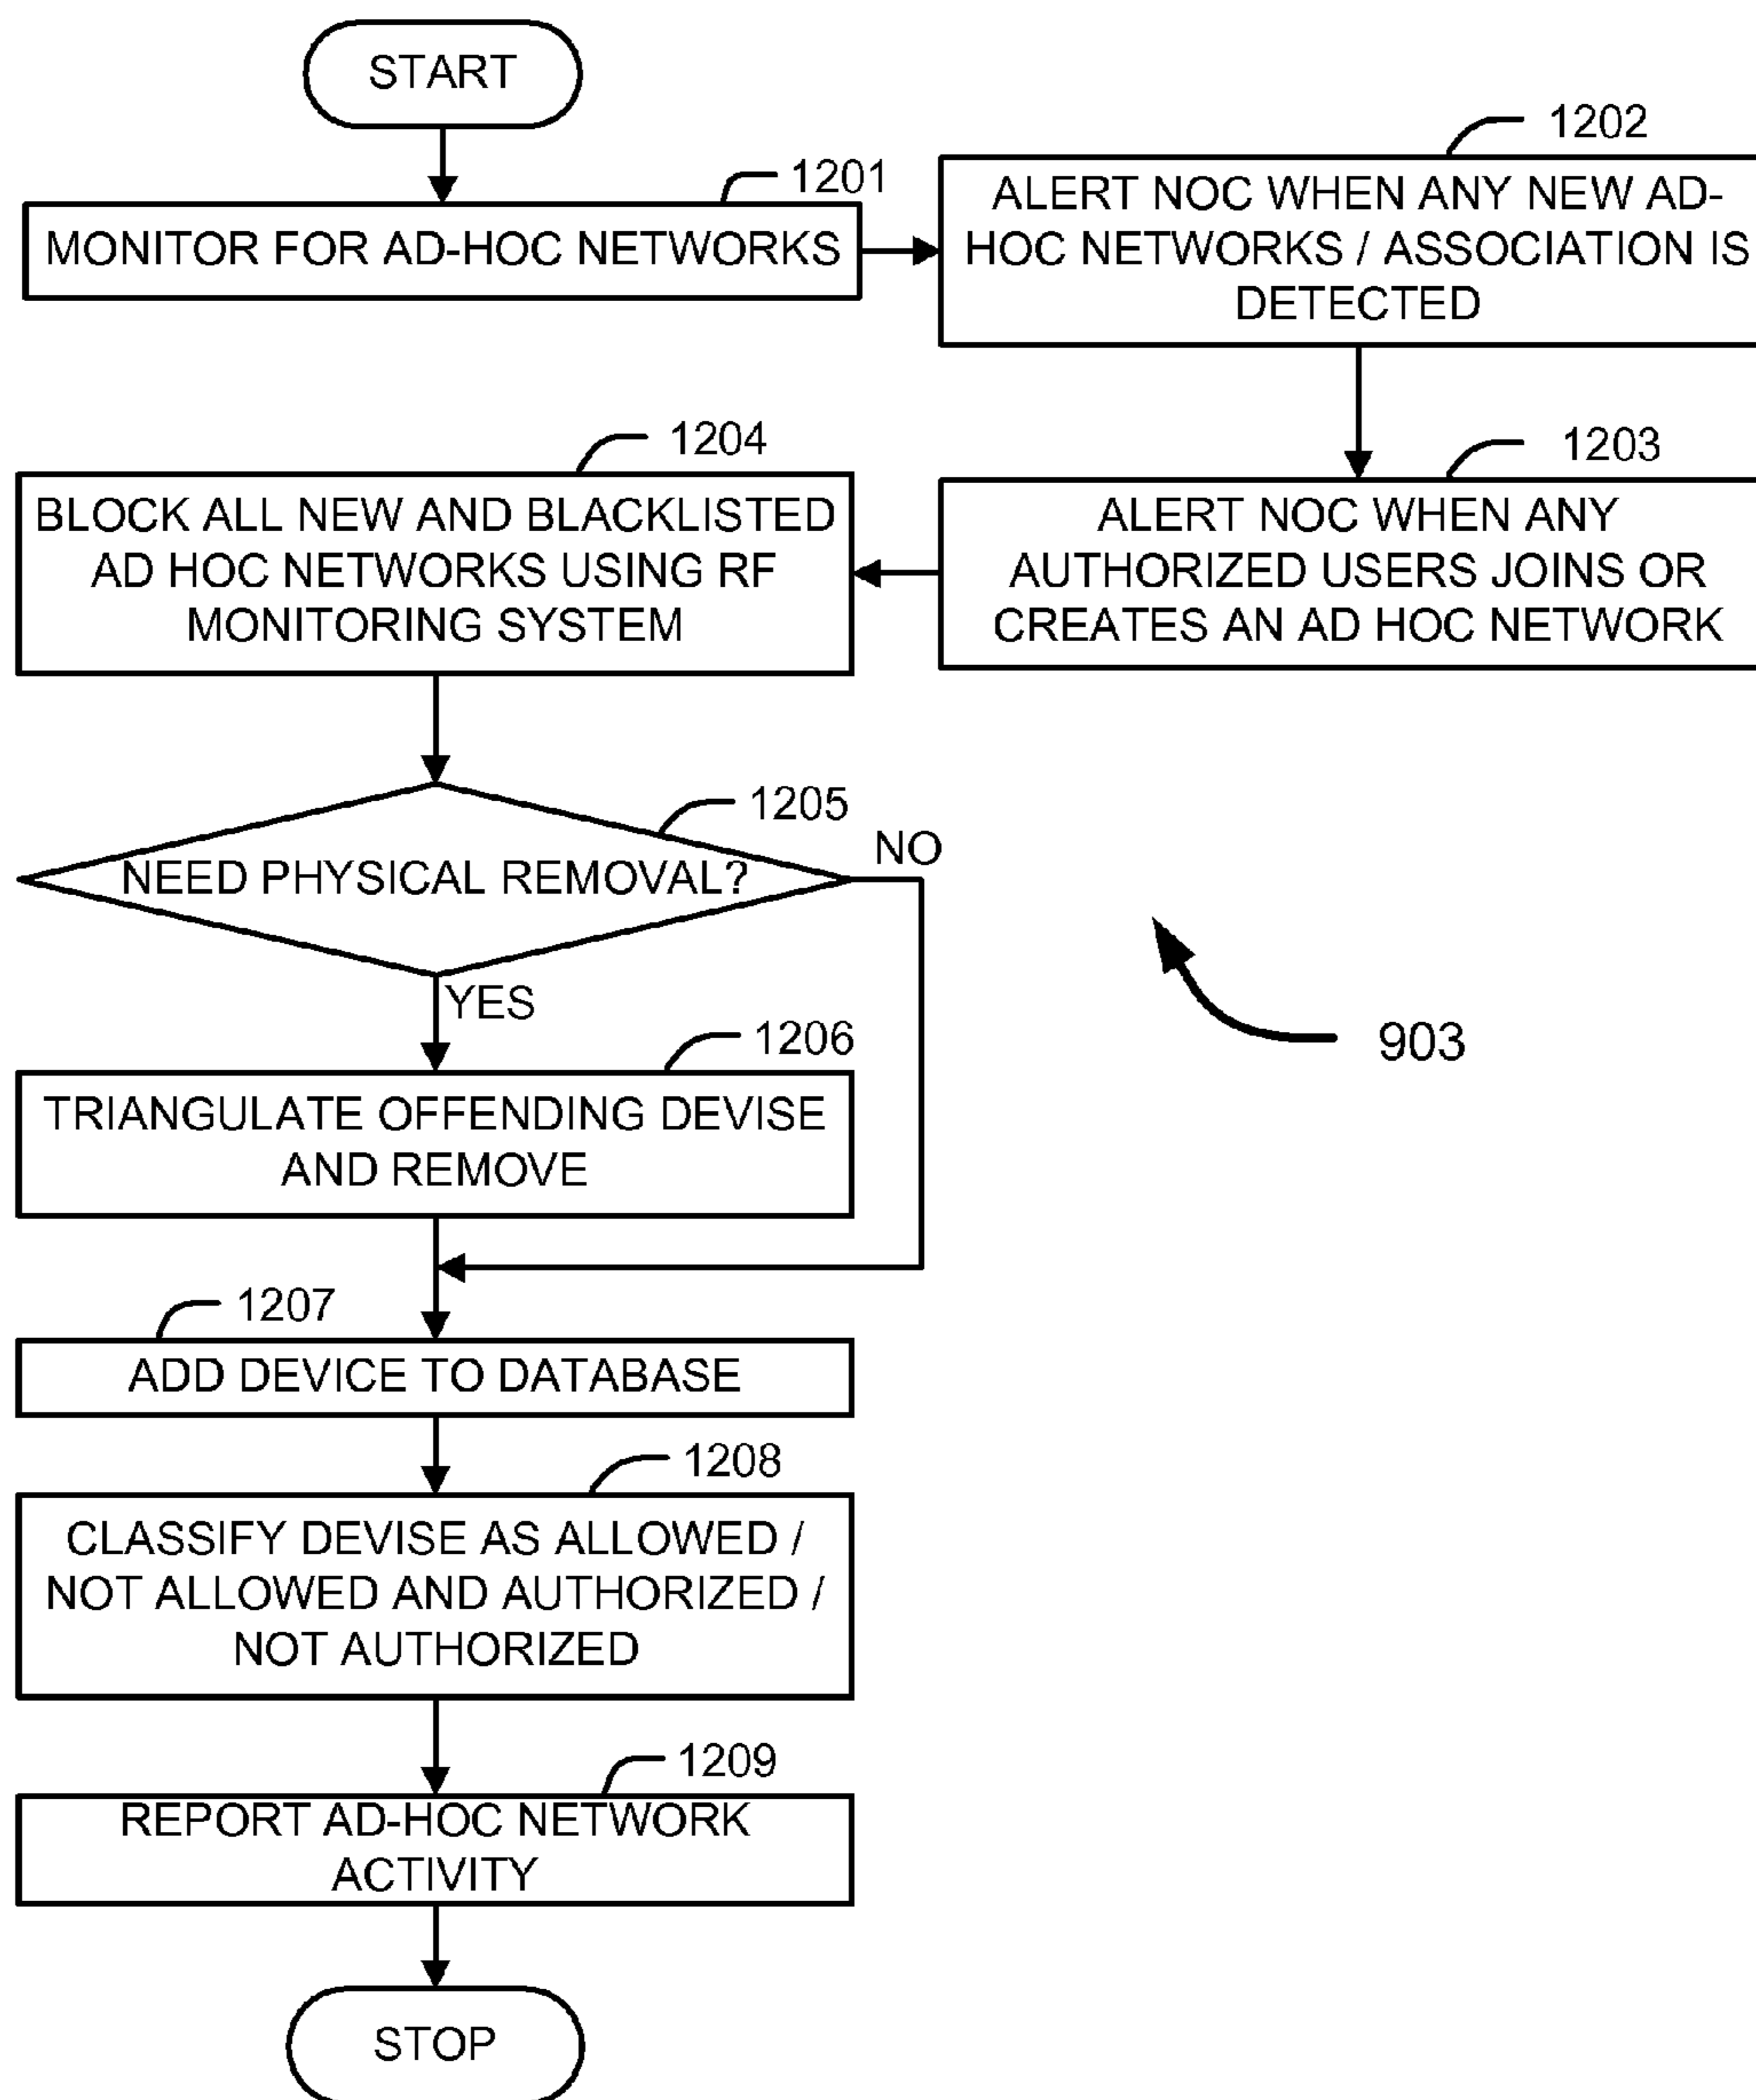 START
1201
MONITOR FOR AD-HOC NETWORKS
1202
ALERT NOC WHEN ANY NEW AD-
HOC NETWORKS / ASSOCIATION IS
DETECTED
1203
ALERT NOC WHEN ANY
AUTHORIZED USERS JOINS OR
CREATES AN AD HOC NETWORK
1204
BLOCK ALL NEW AND BLACKLISTED
AD HOC NETWORKS USING RF
MONITORING SYSTEM
1205
NEED PHYSICAL REMOVAL?
NO
YES
903
1206
TRIANGULATE OFFENDING DEVISE
AND REMOVE
1207
ADD DEVICE TO DATABASE
1208
CLASSIFY DEVISE AS ALLOWED /
NOT ALLOWED AND AUTHORIZED /
NOT AUTHORIZED
1209
REPORT AD-HOC NETWORK
ACTIVITY
STOP